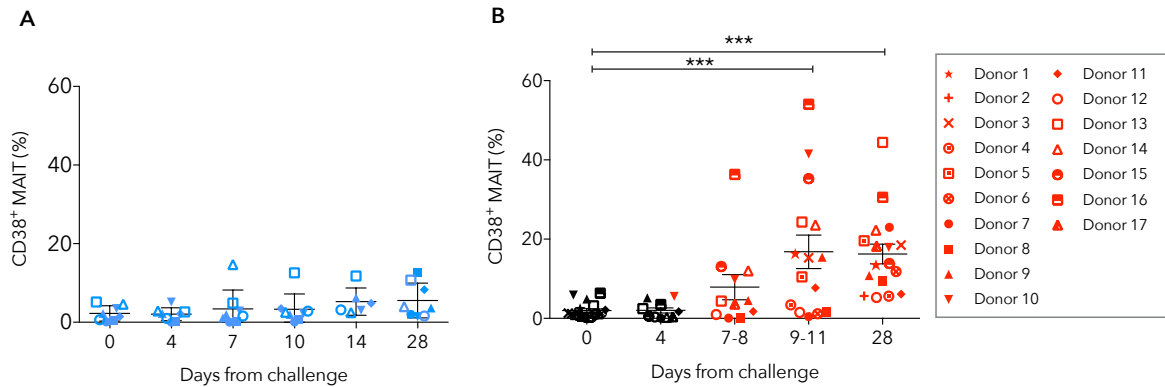 A
CD38⁺ MAIT (%)
60
40
20
0
0 4 7 10 14 28
Days from challenge
B
***
***
CD38⁺ MAIT (%)
60
40
20
0
0 4 7-8 9-11 28
Days from challenge
Donor 1 Donor 11
Donor 2 Donor 12
Donor 3 Donor 13
Donor 4 Donor 14
Donor 5 Donor 15
Donor 6 Donor 16
Donor 7 Donor 17
Donor 8
Donor 9
Donor 10